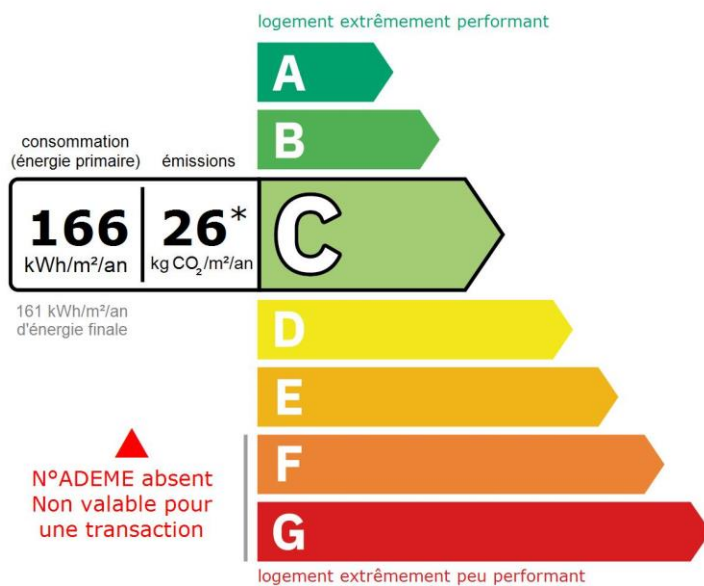 logement extrêmement performant
A
B
consommation
(énergie primaire)
émissions
166
kWh/m²/an
26*
kg CO₂/m²/an
C
161 kWh/m²/an
d'énergie finale
D
E
F
N°ADEME absent
Non valable pour
une transaction
G
logement extrêmement peu performant